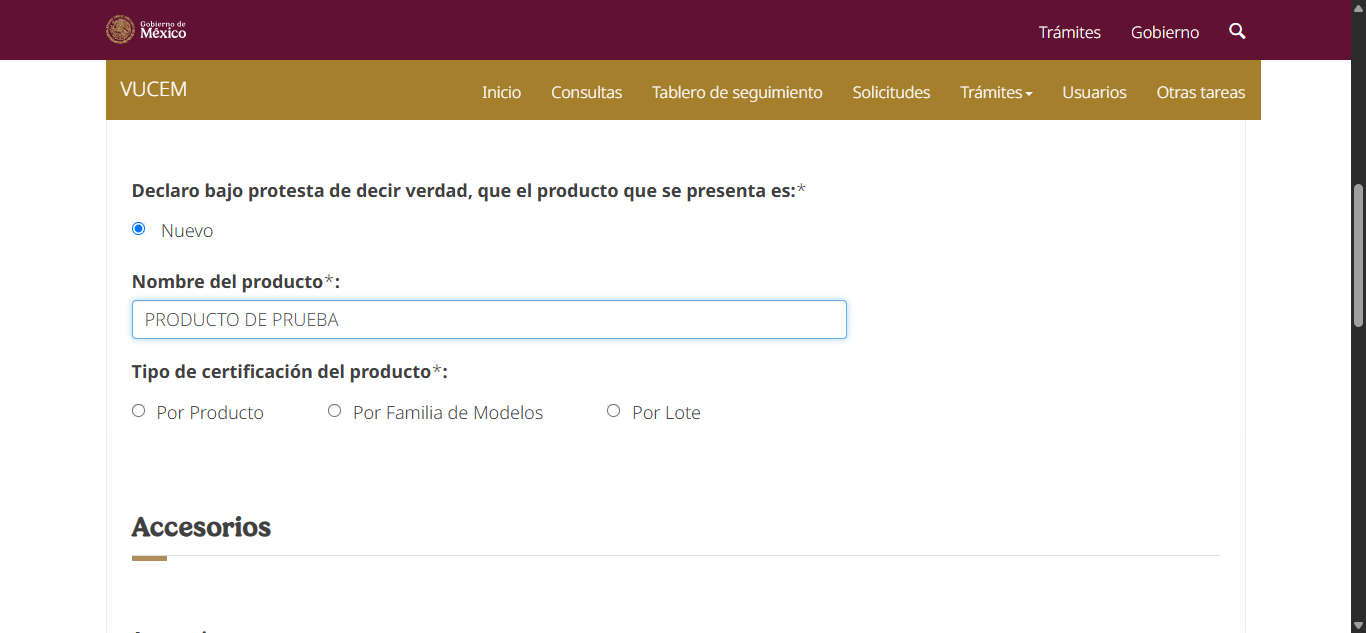 Gobierno de
México
Trámites Gobierno
VUCEM
Inicio Consultas Tablero de seguimiento Solicitudes Trámites Usuarios Otras tareas
Declaro bajo protesta de decir verdad, que el producto que se presenta es:*
Nuevo
Nombre del producto*:
PRODUCTO DE PRUEBA
Tipo de certificación del producto*:
Por Producto Por Familia de Modelos Por Lote
Accesorios